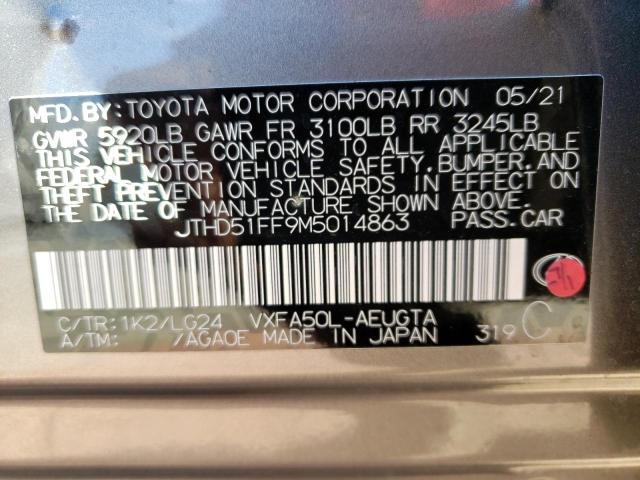 MFD.BY:TOYOTA MOTOR CORPORATION 05/21
GVWR 5920LB GAWR FR 3100LB RR 3245LB
THIS VEHICLE CONFORMS TO ALL APPLICABLE
FEDERAL MOTOR VEHICLE SAFETY,BUMPER,AND
THEFT PREVENTION STANDARDS IN EFFECT ON
THE DATE OF MANUFACTURE SHOWN ABOVE.
JTHD51FF9M5014863 PASS.CAR
C/TR:1K2/LG24 VXFA50L-AEUGTA
A/TM: /AGAOE MADE IN JAPAN 319 C